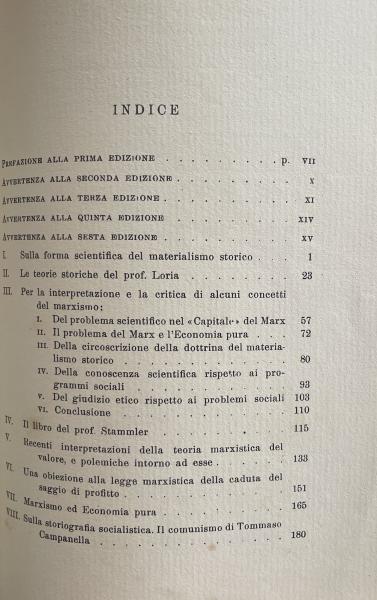 INDICE
PREFAZIONE ALLA PRIMA EDIZIONE . . . . . . . . . p. VII
AVVERTENZA ALLA SECONDA EDIZIONE . . . . . . . . X
AVVERTENZA ALLA TERZA EDIZIONE . . . . . . . . . XI
AVVERTENZA ALLA QUINTA EDIZIONE . . . . . . . . XIV
AVVERTENZA ALLA SESTA EDIZIONE . . . . . . . . . XV
I. Sulla forma scientifica del materialismo storico . . . 1
II. Le teorie storiche del prof. Loria . . . . . . . . 23
III. Per la interpretazione e la critica di alcuni concetti
del marxismo:
I. Del problema scientifico nel «Capitale» del Marx 57
II. Il problema del Marx e l'Economia pura . . . 72
III. Della circoscrizione della dottrina del materia-
lismo storico . . . . . . . . . . . . 80
IV. Della conoscenza scientifica rispetto ai pro-
grammi sociali . . . . . . . . . . . 93
V. Del giudizio etico rispetto ai problemi sociali 103
VI. Conclusione . . . . . . . . . . . . 110
IV. Il libro del prof. Stammler . . . . . . . . . . 115
V. Recenti interpretazioni della teoria marxistica del
valore, e polemiche intorno ad esse . . . . . . 133
VI. Una obiezione alla legge marxistica della caduta del
saggio di profitto . . . . . . . . . . . . 151
VII. Marxismo ed Economia pura . . . . . . . . . . 165
VIII. Sulla storiografia socialistica. Il comunismo di Tommaso
Campanella . . . . . . . . . . . . . . 180